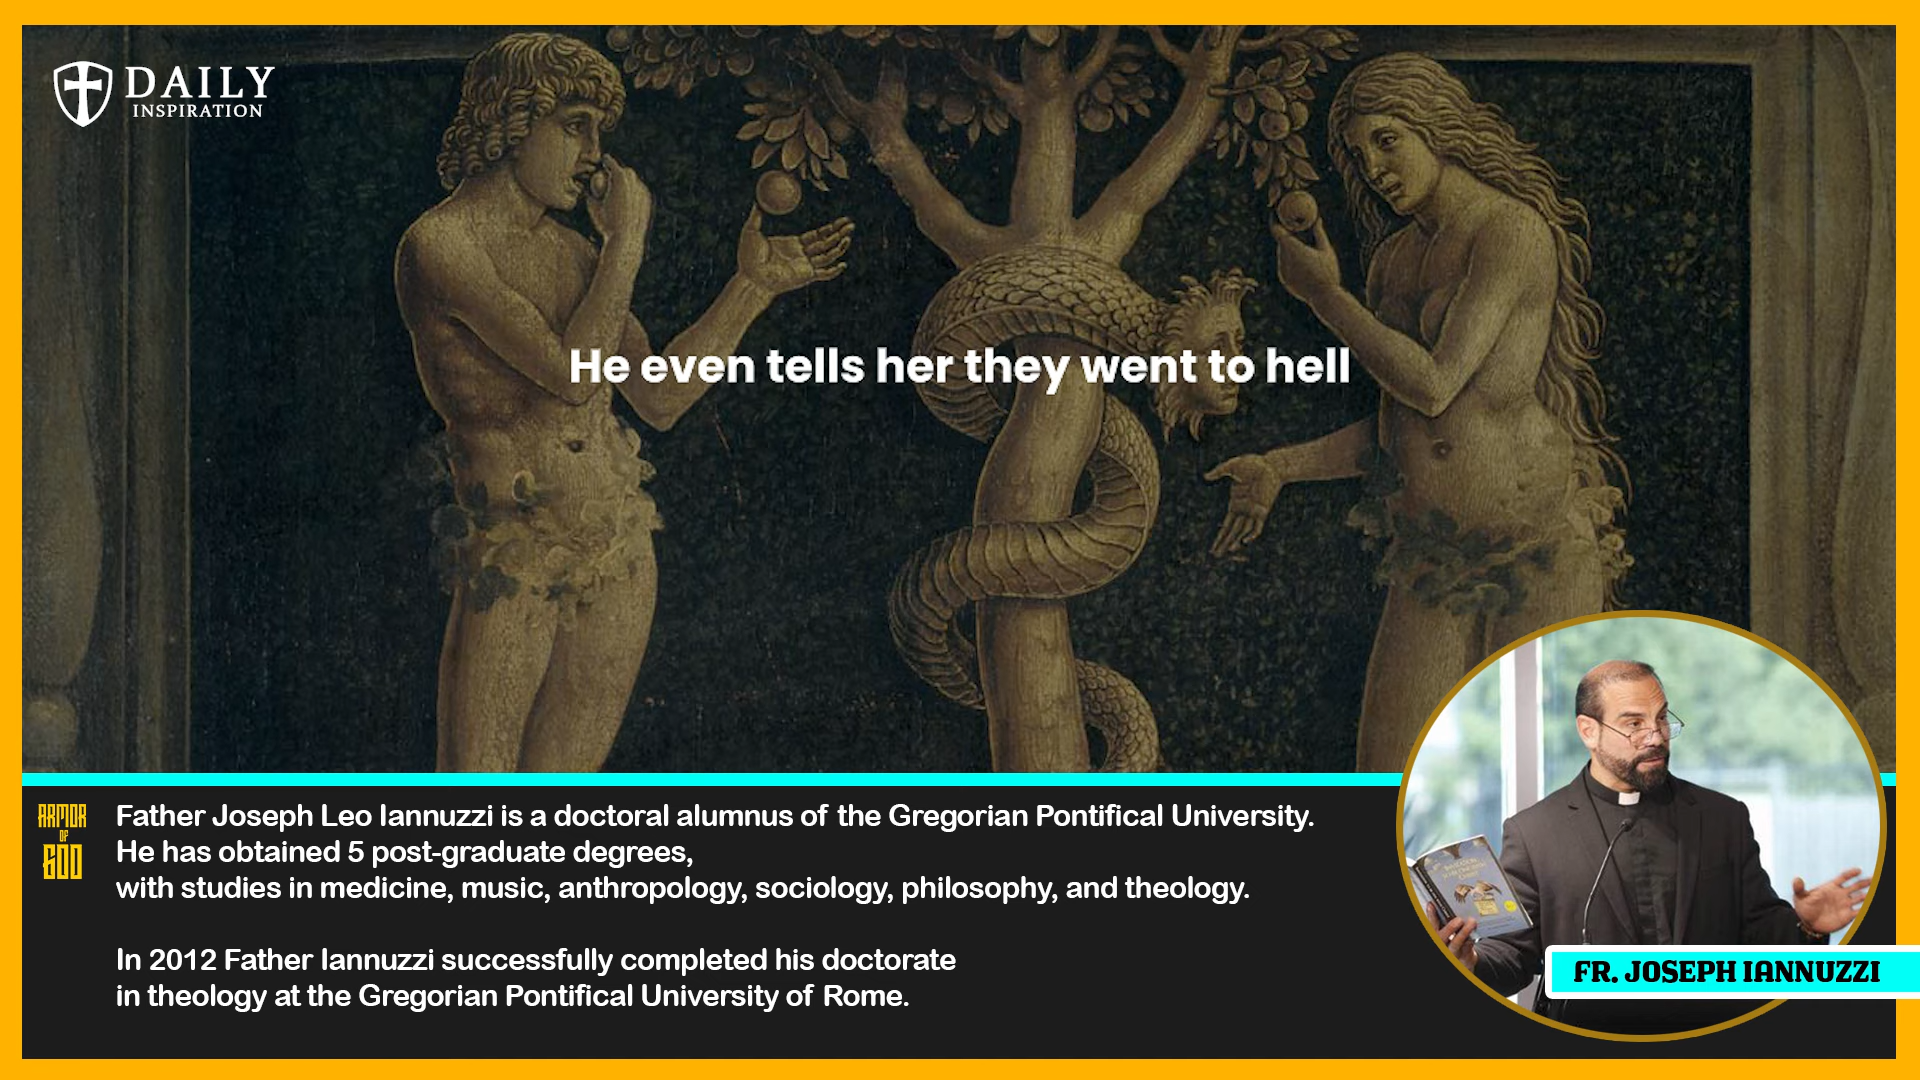 DAILY
INSPIRATION
He even tells her they went to hell
ARMOR
OF
GOD
Father Joseph Leo Iannuzzi is a doctoral alumnus of the Gregorian Pontifical University.
He has obtained 5 post-graduate degrees,
with studies in medicine, music, anthropology, sociology, philosophy, and theology.
In 2012 Father Iannuzzi successfully completed his doctorate
in theology at the Gregorian Pontifical University of Rome.
FR. JOSEPH IANNUZZI